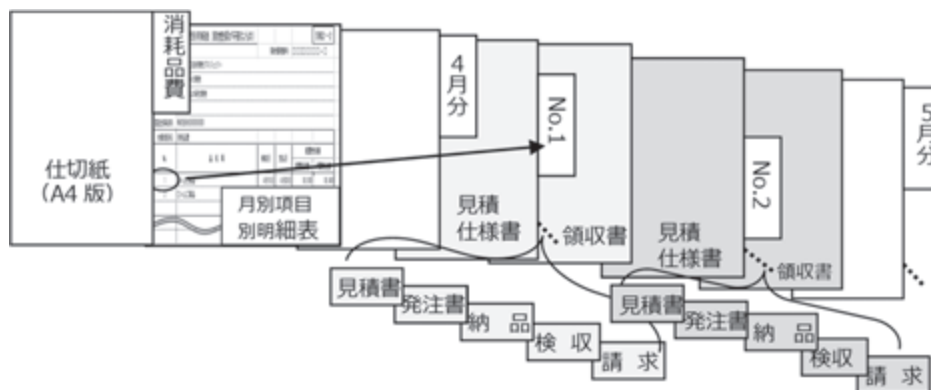 消耗品費
仕切紙
（A4 版）
月別項目
別明細表
4月分
No.1
見積
仕様書
領収書
No.2
見積
仕様書
領収書
5月分
見積書
発注書
納 品
検 収
請 求
見積書
発注書
納 品
検収
請 求